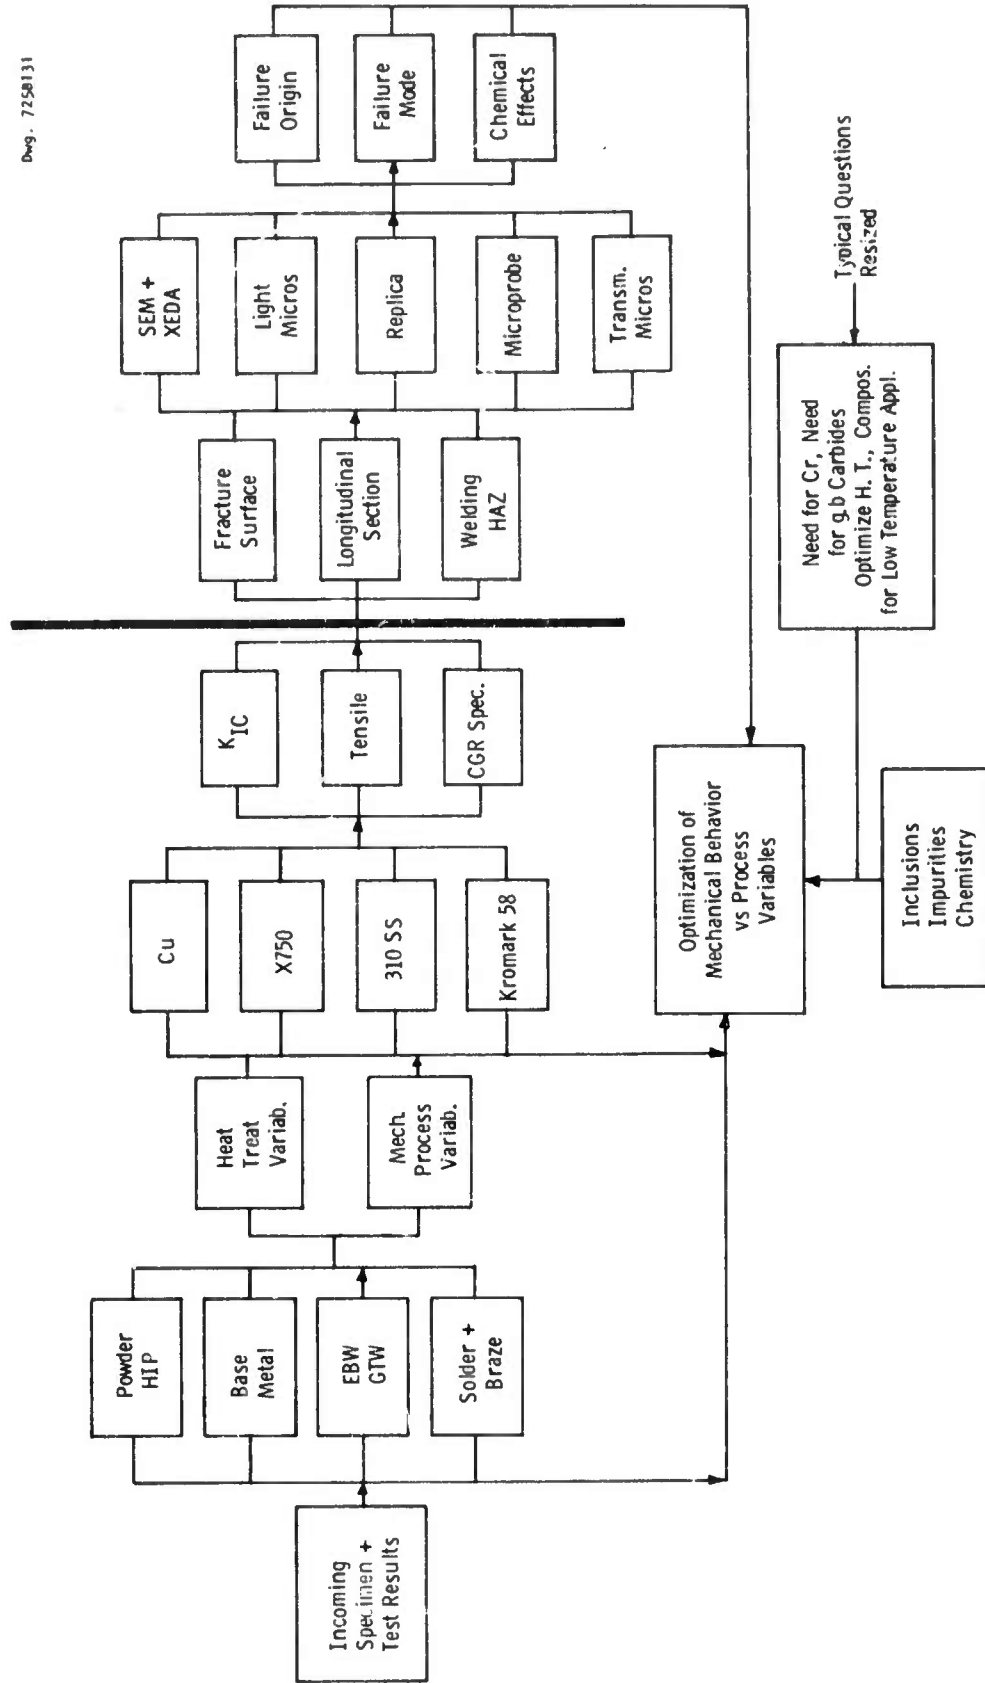 Dwg. 7258131
Incoming
Specimen +
Test Results
Powder
HIP
Base
Metal
EBW
GTW
Solder +
Braze
Heat
Treat
Variab.
Mech.
Process
Variab.
Cu
X750
310 SS
Kromark 58
KIC
Tensile
CGR Spec.
Fracture
Surface
Longitudinal
Section
Welding
HAZ
SEM +
XEDA
Light
Micros
Replica
Microprobe
Transm.
Micros
Failure
Origin
Failure
Mode
Chemical
Effects
Optimization of
Mechanical Behavior
vs Process
Variables
Inclusions
Impurities
Chemistry
Need for Cr, Need
for g.b Carbides
Optimize H. T., Compos.
for Low Temperature Appl.
Typical Questions
Resized